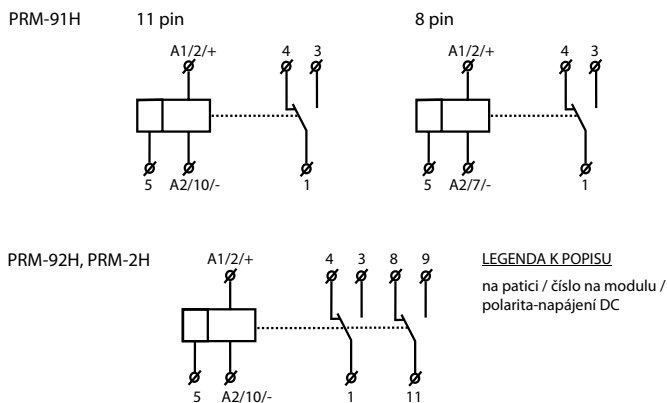 PRM-91H 11 pin 8 pin
A1/2/+ 4 3 A1/2/+ 4 3
5 A2/10/- 1 5 A2/7/- 1
PRM-92H, PRM-2H A1/2/+ 4 3 8 9 LEGENDA K POPISU
na patici / číslo na modulu /
polarita-napájení DC
5 A2/10/- 1 11